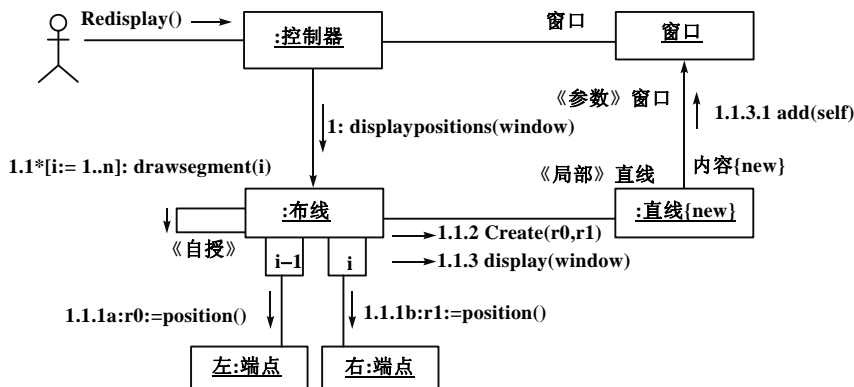 Redisplay()
:控制器
窗口
窗口
《参数》窗口
1.1.3.1 add(self)
1: displaypositions(window)
1.1*[i:= 1..n]: drawsegment(i)
《局部》直线
内容{new}
:布线
:直线{new}
《自授》
i−1
i
1.1.2 Create(r0,r1)
1.1.3 display(window)
1.1.1a:r0:=position()
1.1.1b:r1:=position()
左:端点
右:端点